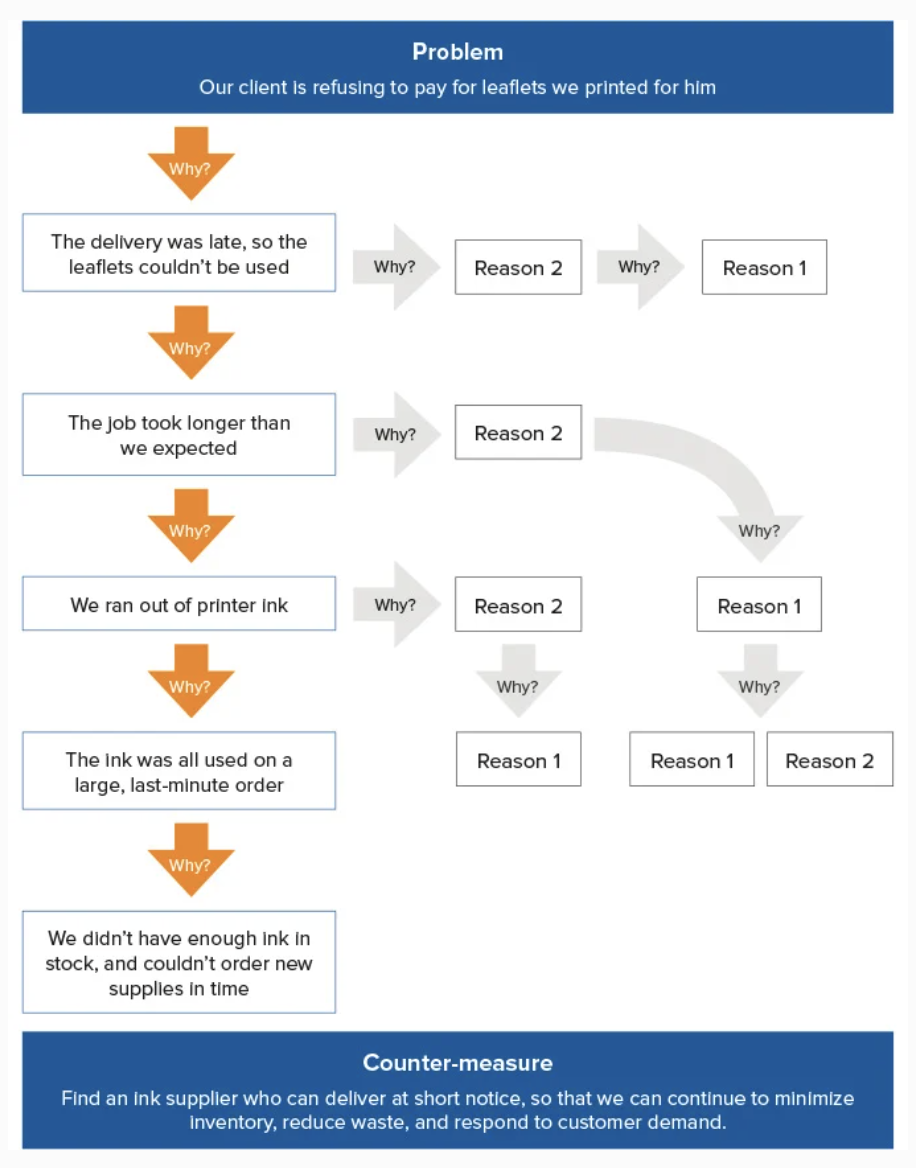 Problem
Our client is refusing to pay for leaflets we printed for him
Why?
The delivery was late, so the
leaflets couldn't be used
Why?
Reason 2
Why?
Reason 1
Why?
The job took longer than
we expected
Why?
Reason 2
Why?
Why?
We ran out of printer ink
Why?
Reason 2
Reason 1
Why?
Why?
Why?
The ink was all used on a
large, last-minute order
Reason 1
Reason 1
Reason 2
Why?
We didn't have enough ink in
stock, and couldn't order new
supplies in time
Counter-measure
Find an ink supplier who can deliver at short notice, so that we can continue to minimize
inventory, reduce waste, and respond to customer demand.